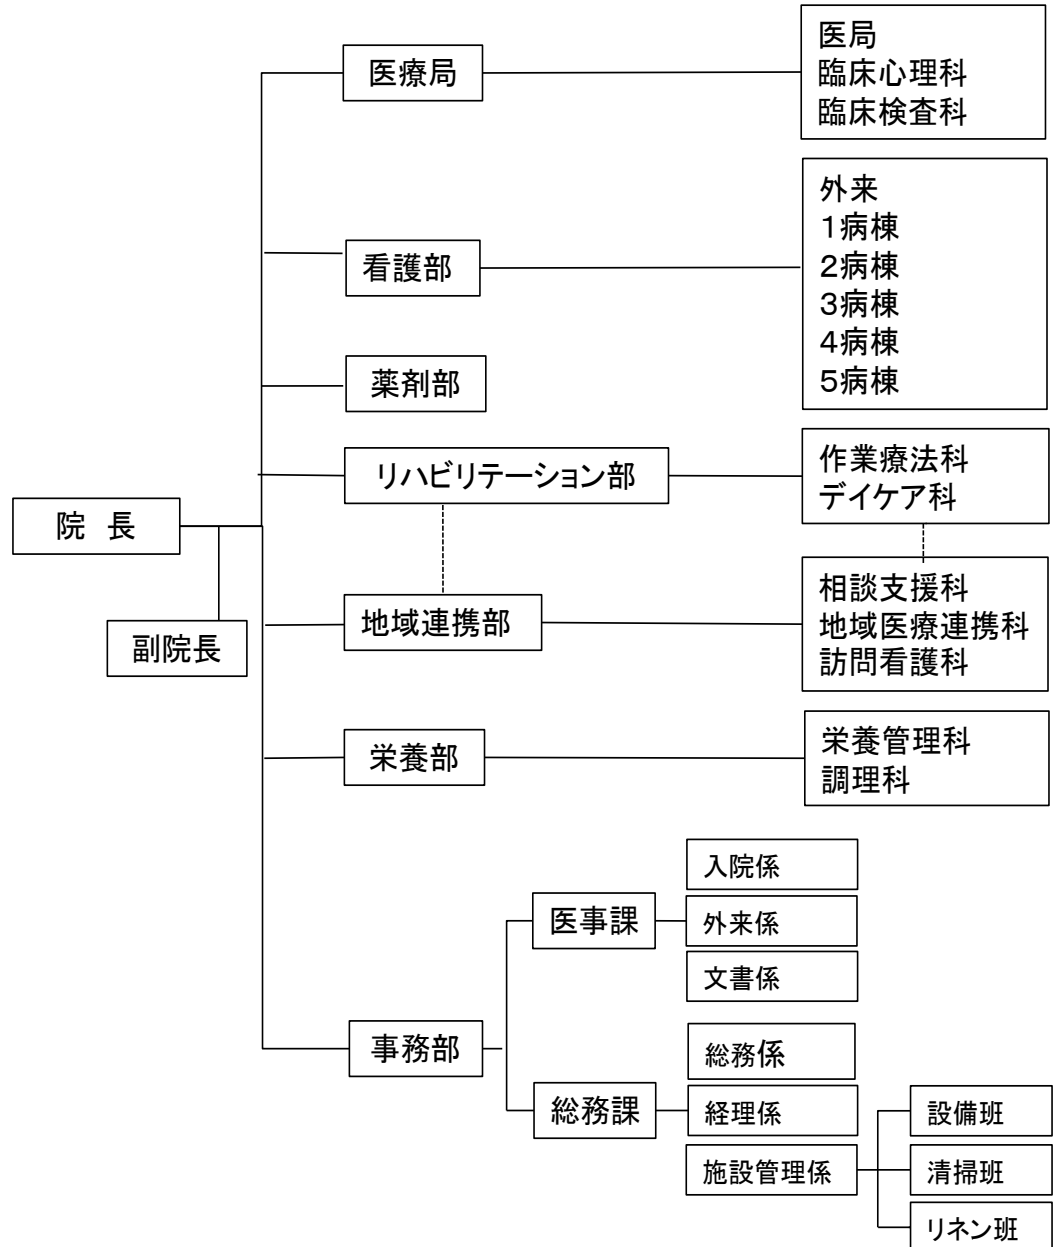 医療局
医局
臨床心理科
臨床検査科
看護部
外来
1病棟
2病棟
3病棟
4病棟
5病棟
薬剤部
リハビリテーション部
作業療法科
デイケア科
院 長
副院長
地域連携部
相談支援科
地域医療連携科
訪問看護科
栄養部
栄養管理科
調理科
事務部
医事課
入院係
外来係
文書係
総務課
総務係
経理係
施設管理係
設備班
清掃班
リネン班